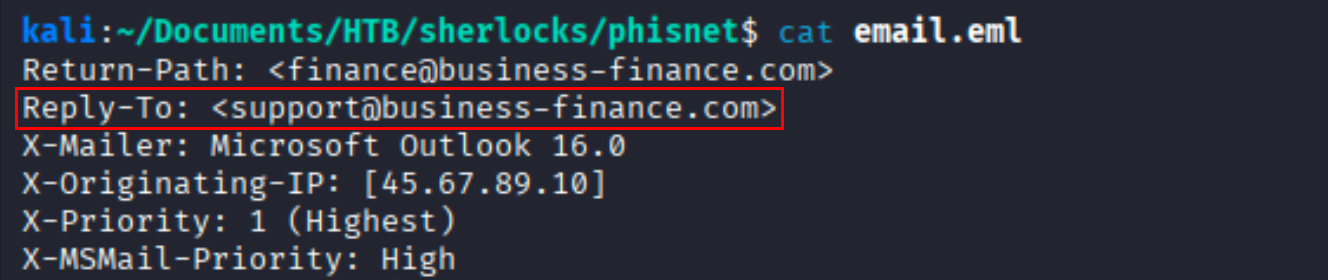 kali:~/Documents/HTB/sherlocks/phisnet$ cat email.eml
Return-Path: <finance@business-finance.com>
Reply-To: <support@business-finance.com>
X-Mailer: Microsoft Outlook 16.0
X-Originating-IP: [45.67.89.10]
X-Priority: 1 (Highest)
X-MSMail-Priority: High